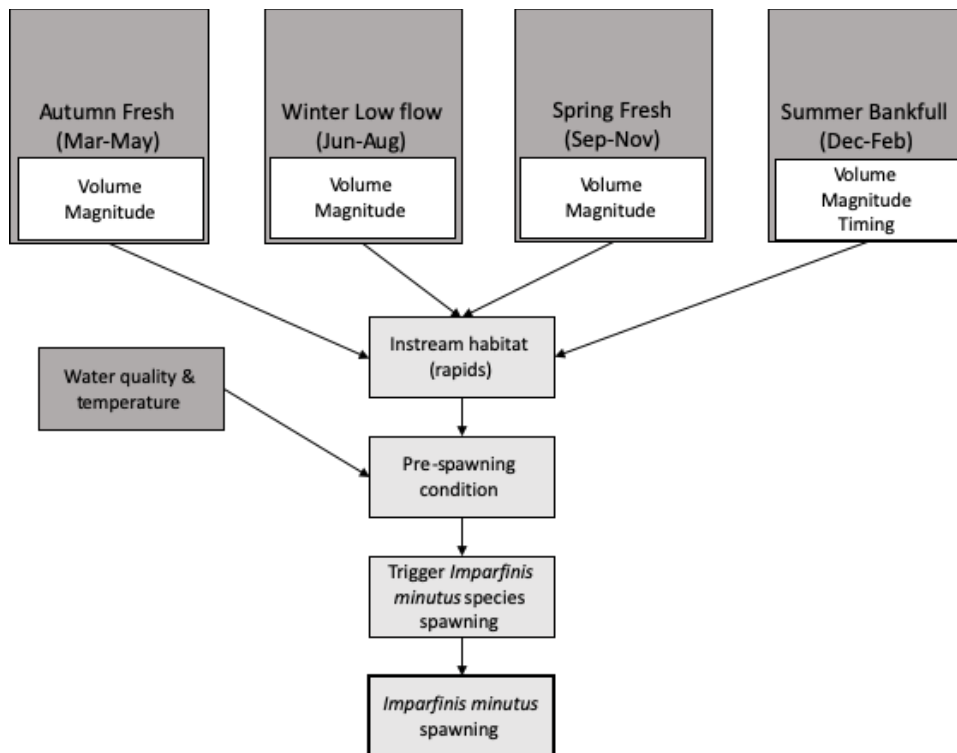 Autumn Fresh
(Mar-May)
Volume
Magnitude
Winter Low flow
(Jun-Aug)
Volume
Magnitude
Spring Fresh
(Sep-Nov)
Volume
Magnitude
Summer Bankfull
(Dec-Feb)
Volume
Magnitude
Timing
Instream habitat
(rapids)
Water quality &
temperature
Pre-spawning
condition
Trigger Imparfinis
minutus species
spawning
Imparfinis minutus
spawning